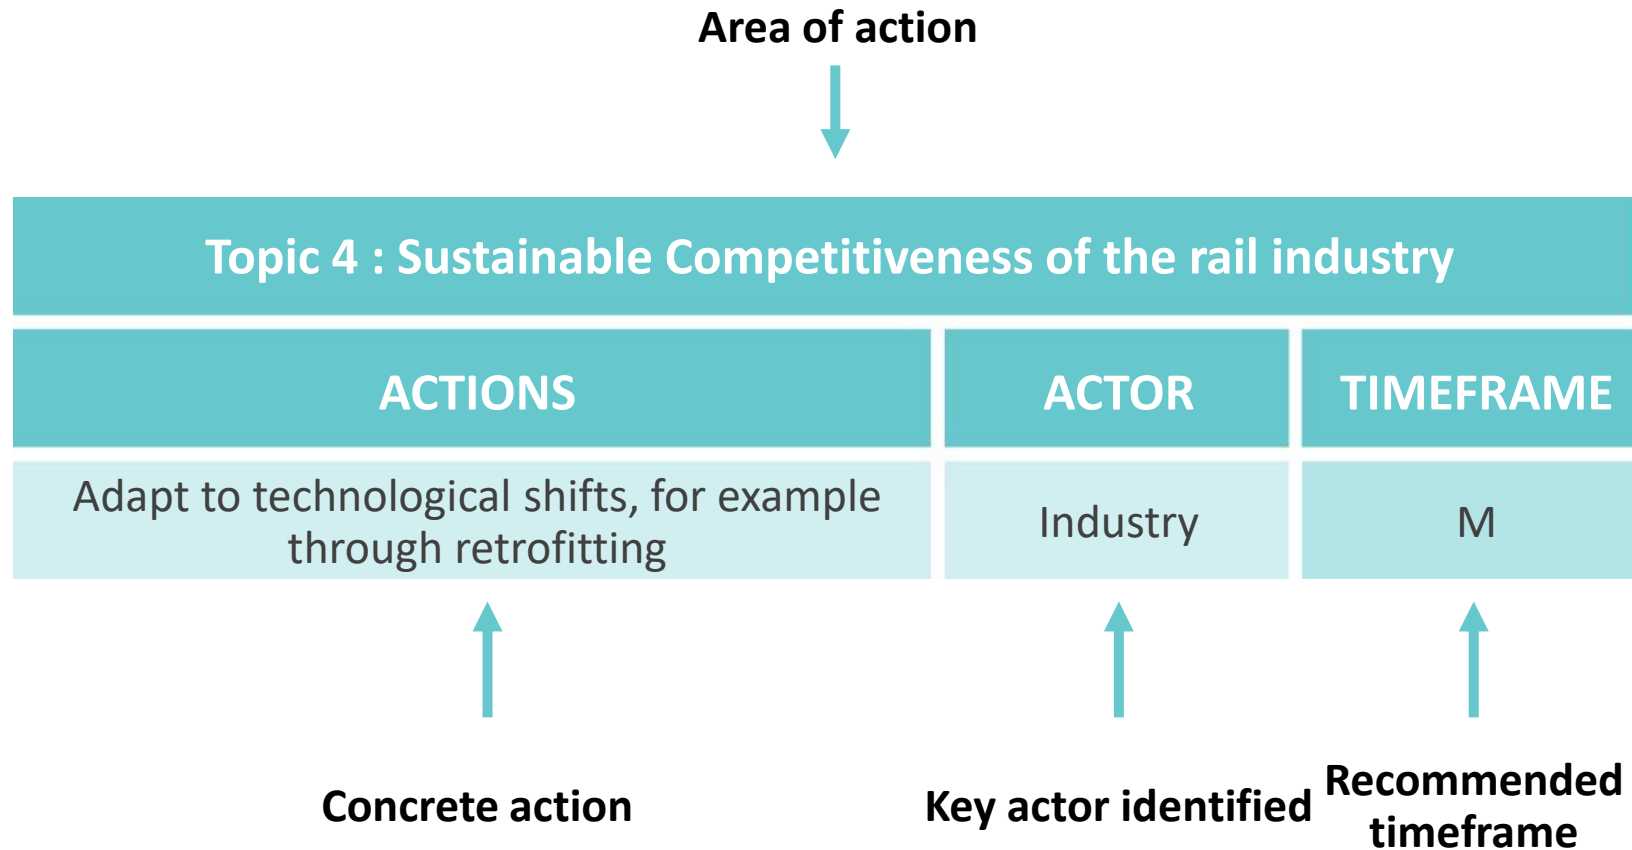 Area of action
Topic 4 : Sustainable Competitiveness of the rail industry
ACTIONS
ACTOR
TIMEFRAME
Adapt to technological shifts, for example
through retrofitting
Industry
M
Concrete action
Key actor identified
Recommended
timeframe